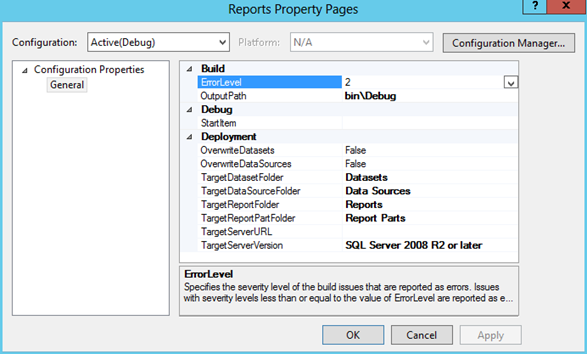 Reports Property Pages
? X
Configuration: Active(Debug) Platform: N/A Configuration Manager...
Configuration Properties
General
Build
ErrorLevel 2
OutputPath bin\Debug
Debug
StartItem
Deployment
OverwriteDatasets False
OverwriteDataSources False
TargetDatasetFolder Datasets
TargetDataSourceFolder Data Sources
TargetReportFolder Reports
TargetReportPartFolder Report Parts
TargetServerURL
TargetServerVersion SQL Server 2008 R2 or later
ErrorLevel
Specifies the severity level of the build issues that are reported as errors. Issues
with severity levels less than or equal to the value of ErrorLevel are reported as e...
OK Cancel Apply